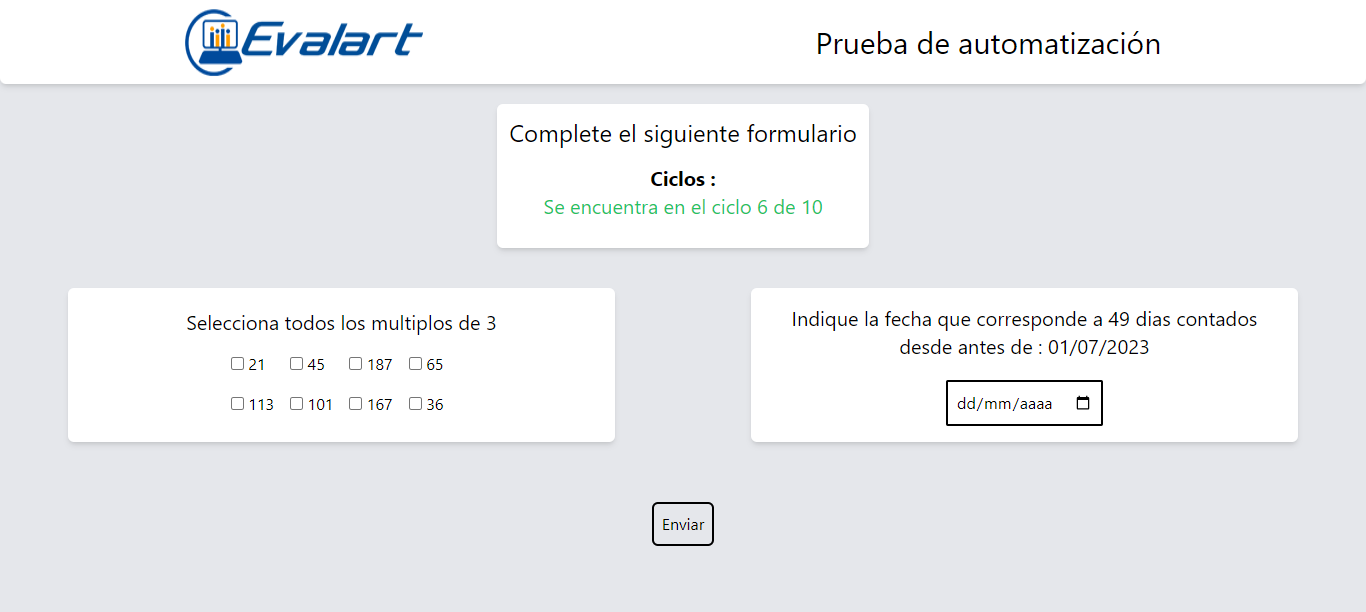 Evalart
Prueba de automatización
Complete el siguiente formulario
Ciclos :
Se encuentra en el ciclo 6 de 10
Selecciona todos los multiplos de 3
21 45 187 65
113 101 167 36
Indique la fecha que corresponde a 49 dias contados
desde antes de : 01/07/2023
dd/mm/aaaa
Enviar